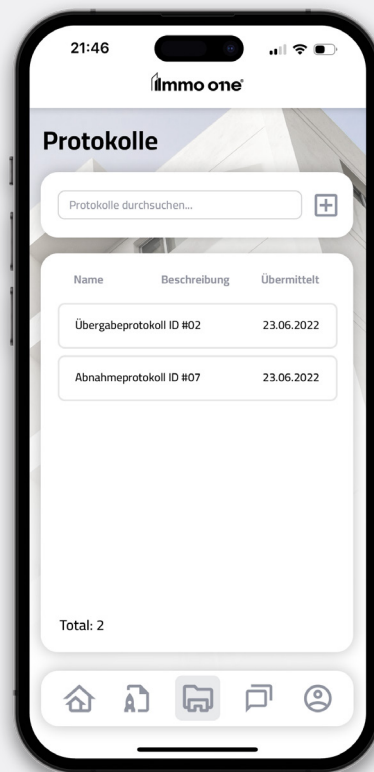 21:46
Immo one®
Protokolle
Protokolle durchsuchen...
Name Beschreibung Übermittelt
Übergabeprotokoll ID #02 23.06.2022
Abnahmeprotokoll ID #07 23.06.2022
Total: 2